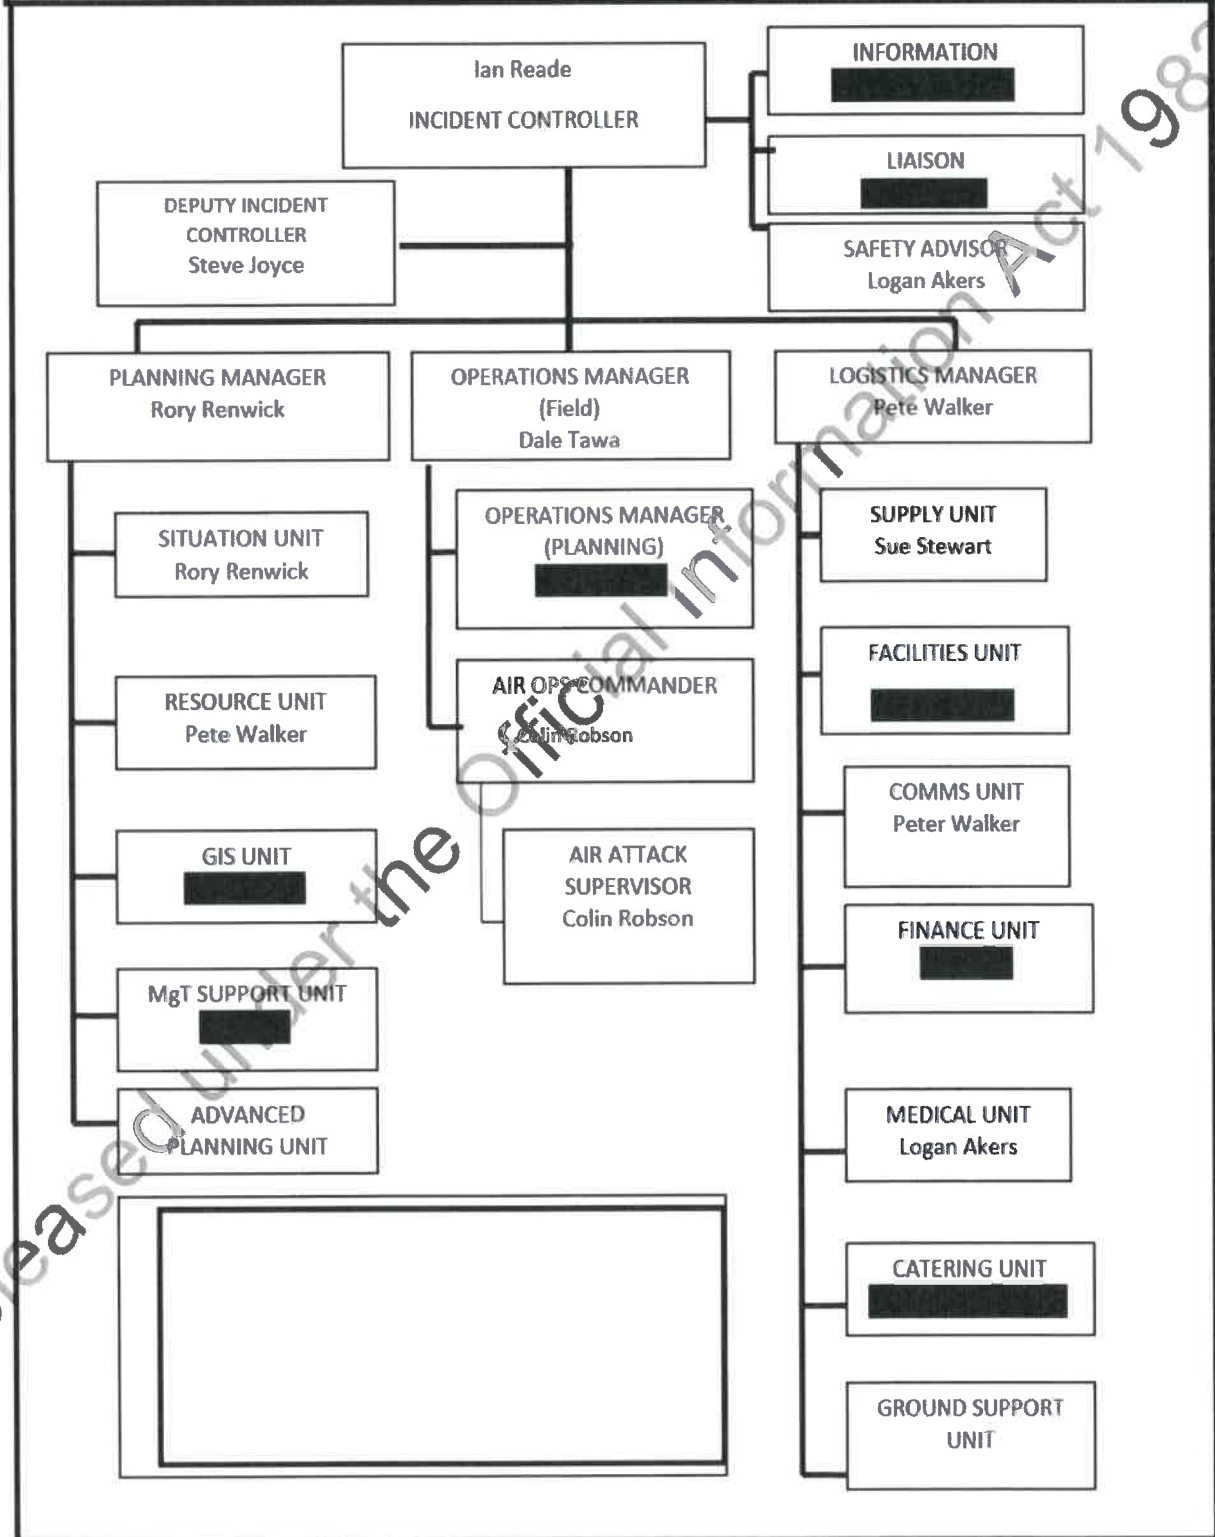 Ian Reade
INCIDENT CONTROLLER
INFORMATION
LIAISON
SAFETY ADVISOR
Logan Akers
DEPUTY INCIDENT
CONTROLLER
Steve Joyce
PLANNING MANAGER
Rory Renwick
OPERATIONS MANAGER
(Field)
Dale Tawa
LOGISTICS MANAGER
Pete Walker
SITUATION UNIT
Rory Renwick
RESOURCE UNIT
Pete Walker
GIS UNIT
MgT SUPPORT UNIT
ADVANCED
PLANNING UNIT
OPERATIONS MANAGER
(PLANNING)
AIR OPS COMMANDER
Colin Robson
AIR ATTACK
SUPERVISOR
Colin Robson
SUPPLY UNIT
Sue Stewart
FACILITIES UNIT
COMMS UNIT
Peter Walker
FINANCE UNIT
MEDICAL UNIT
Logan Akers
CATERING UNIT
GROUND SUPPORT
UNIT
under the Official Information Act